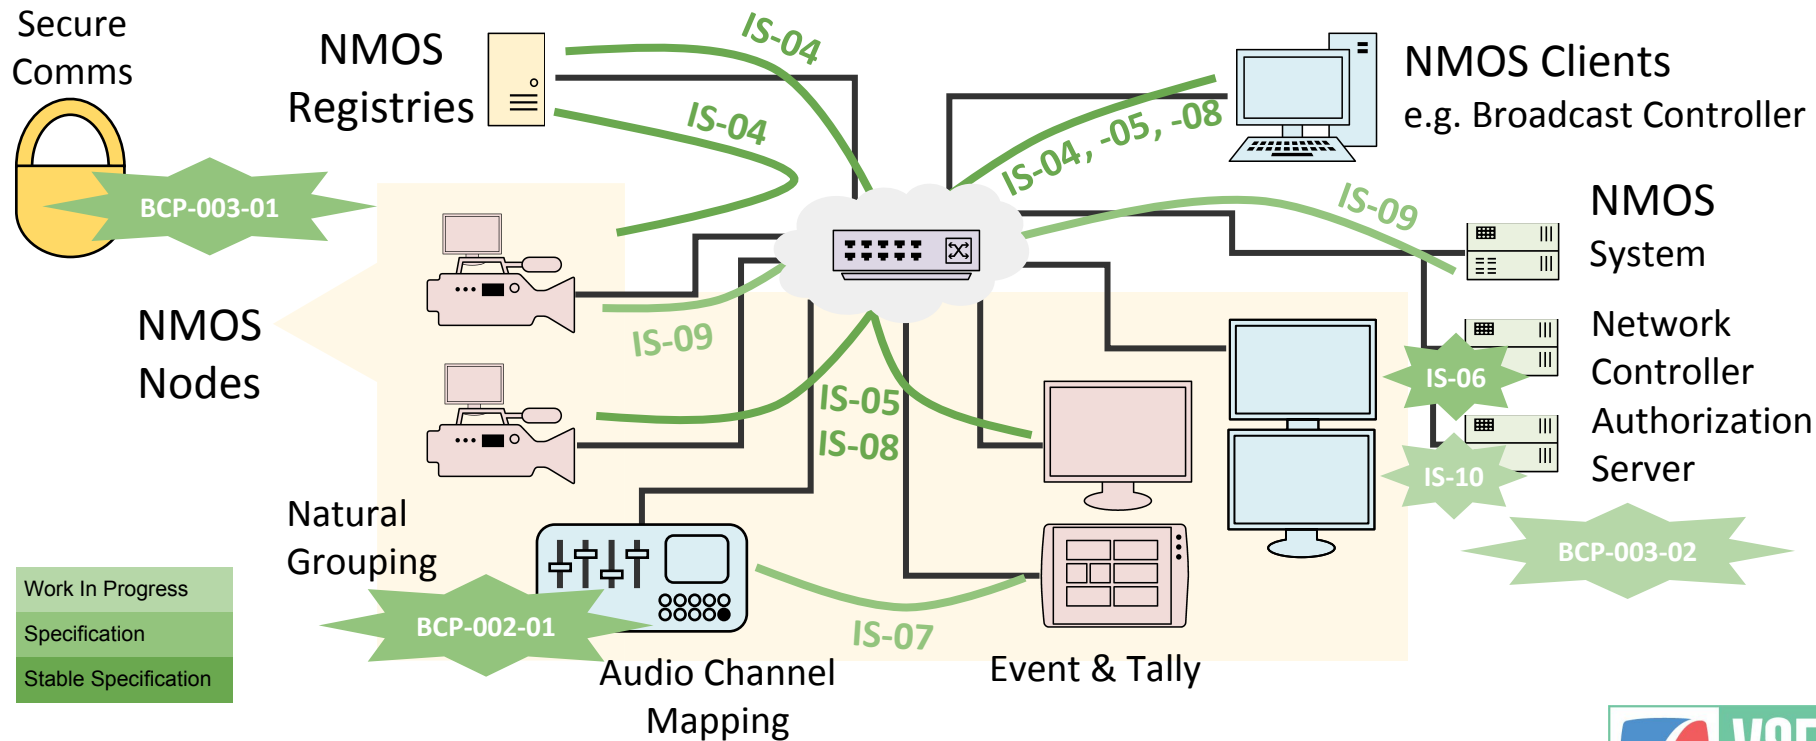 Secure
Comms
NMOS
Registries
IS-04
IS-04
IS-04, -05, -08
NMOS Clients
e.g. Broadcast Controller
BCP-003-01
IS-09
NMOS
System
NMOS
Nodes
IS-09
Network
Controller
IS-06
IS-05
IS-08
Authorization
Server
IS-10
Natural
Grouping
BCP-003-02
Work In Progress
Specification
Stable Specification
BCP-002-01
IS-07
Audio Channel
Mapping
Event & Tally